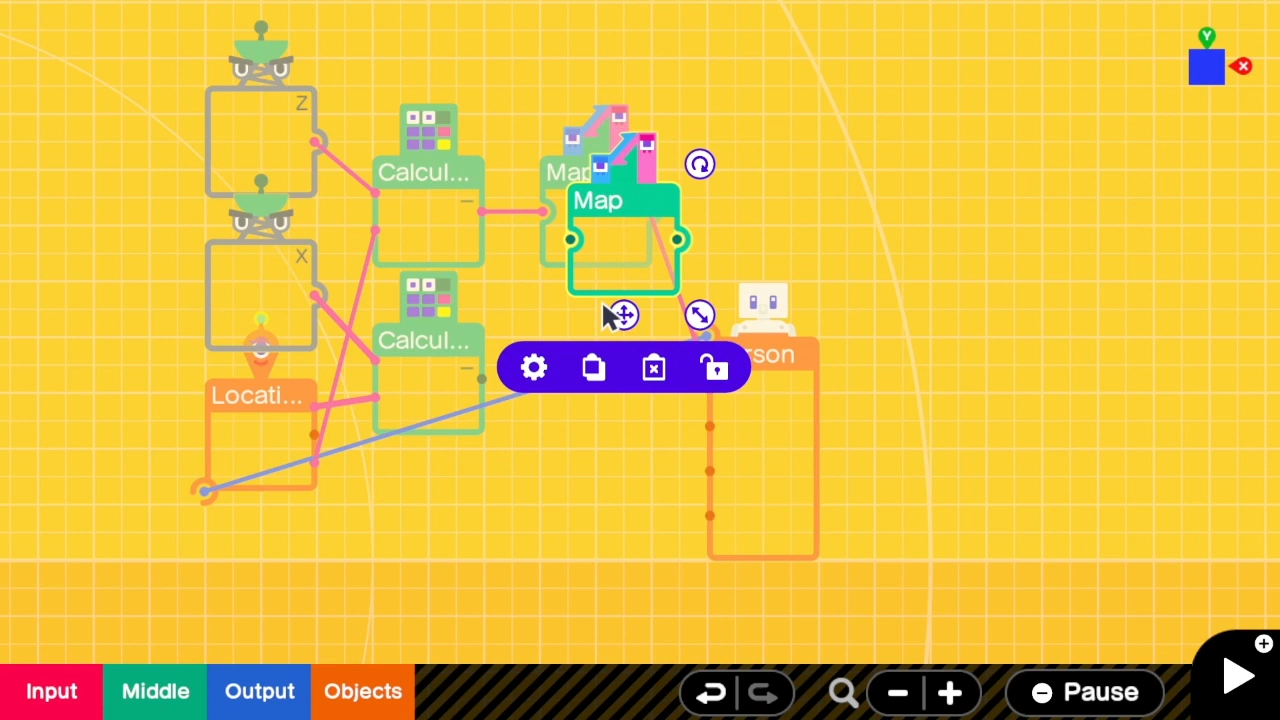 Y
X
Z
Calcul...
Map
Map
X
Calcul...
rson
Locati...
Input
Middle
Output
Objects
Pause